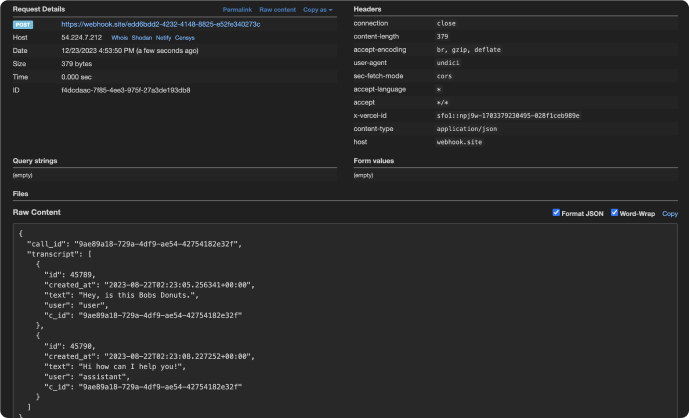 Request Details Permalink Raw content Copy as
POST https://webhook.site/edd6bdd2-4232-4148-8825-e52fe340273c
Host 54.224.7.212 Whois Shodan Netify Censys
Date 12/23/2023 4:53:50 PM (a few seconds ago)
Size 379 bytes
Time 0.000 sec
ID f4dcdaac-7f85-4ee3-975f-27a3de193db8
Headers
connection close
content-length 379
accept-encoding br, gzip, deflate
user-agent undici
sec-fetch-mode cors
accept-language *
accept */*
x-vercel-id sfo1::npj9w-1703379230495-028f1ceb989e
content-type application/json
host webhook.site
Query strings
(empty)
Form values
(empty)
Files
Raw Content Format JSON Word-Wrap Copy
{
"call_id": "9ae89a18-729a-4df9-ae54-42754182e32f",
"transcript": [
{
"id": 45789,
"created_at": "2023-08-22T02:23:05.256341+00:00",
"text": "Hey, is this Bobs Donuts.",
"user": "user",
"c_id": "9ae89a18-729a-4df9-ae54-42754182e32f"
},
{
"id": 45790,
"created_at": "2023-08-22T02:23:08.227252+00:00",
"text": "Hi how can I help you!",
"user": "assistant",
"c_id": "9ae89a18-729a-4df9-ae54-42754182e32f"
}
]
}